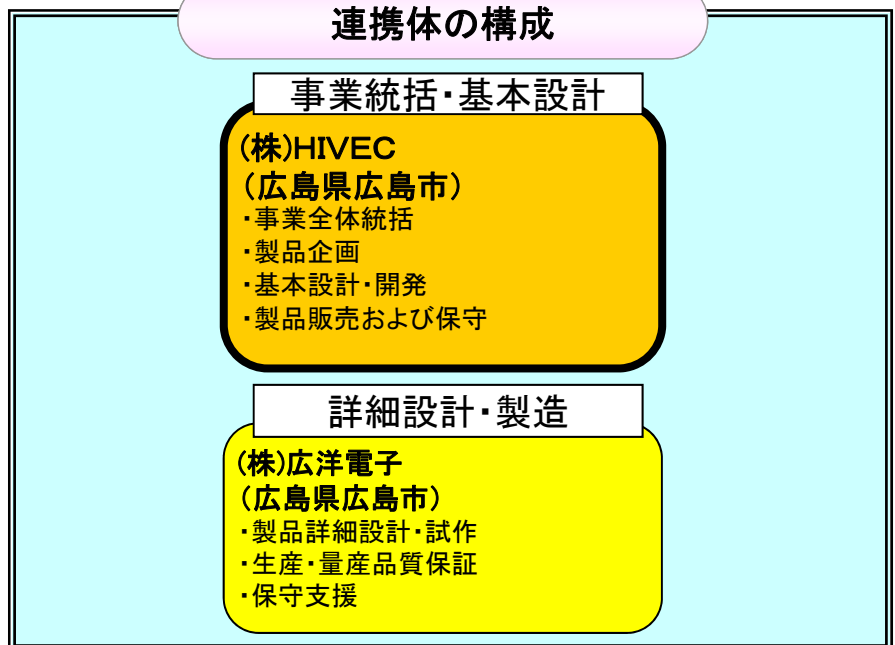 連携体の構成
事業統括・基本設計
(株)HIVEC
(広島県広島市)
・事業全体統括
・製品企画
・基本設計・開発
・製品販売および保守
詳細設計・製造
(株)広洋電子
(広島県広島市)
・製品詳細設計・試作
・生産・量産品質保証
・保守支援